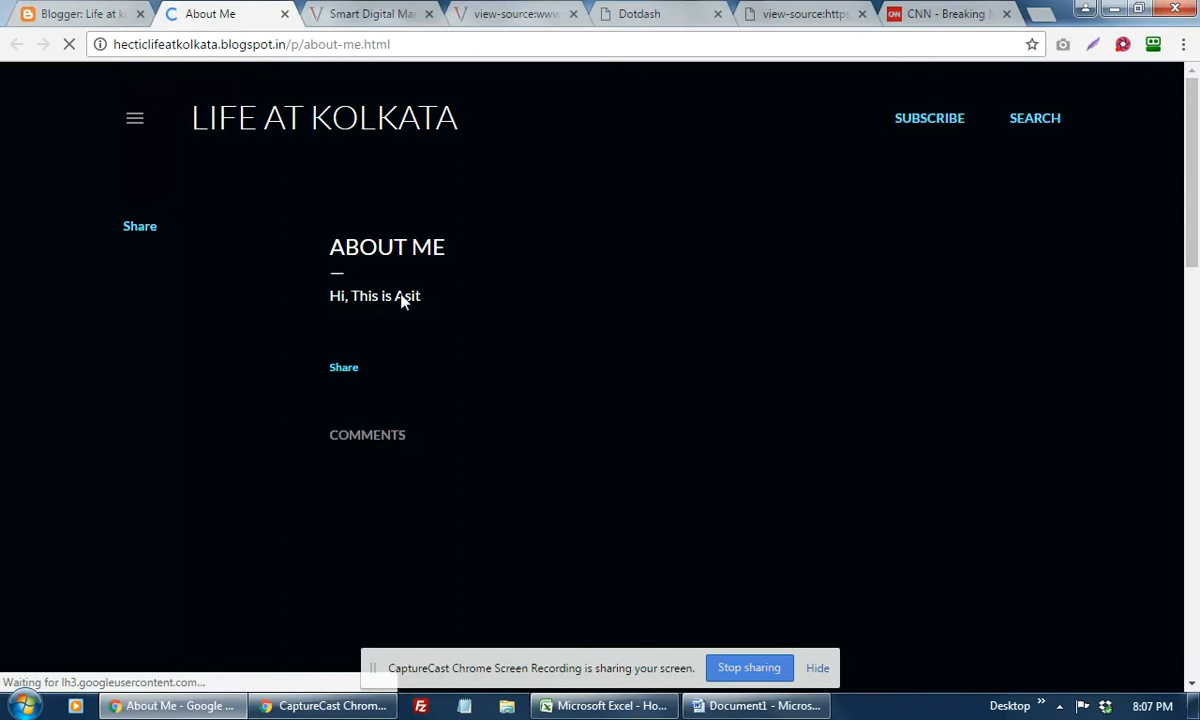 Blogger: Life at k
About Me
Smart Digital Ma
view-source:www
Dotdash
view-source:https
CNN - Breaking N
hecticlifeatkolkata.blogspot.in/p/about-me.html
LIFE AT KOLKATA
SUBSCRIBE
SEARCH
Share
ABOUT ME
Hi, This is Asit
Share
COMMENTS
CaptureCast Chrome Screen Recording is sharing your screen.
Stop sharing
Hide
Waiting for lh3.googleusercontent.com...
About Me - Google ...
CaptureCast Chrom...
Microsoft Excel - Ho...
Document1 - Micros...
Desktop
8:07 PM